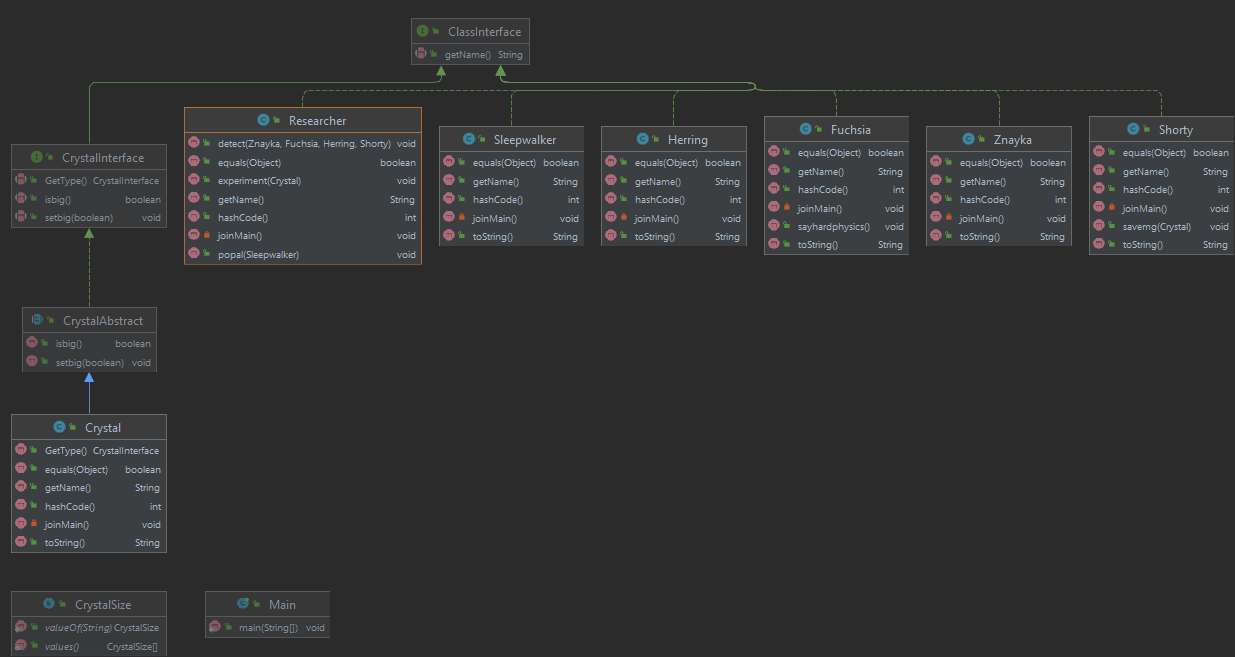 ClassInterface
getName() String
CrystalInterface
GetType() CrystalInterface
isbig() boolean
setbig(boolean) void
Researcher
detect(Znayka, Fuchsia, Herring, Shorty) void
equals(Object) boolean
experiment(Crystal) void
getName() String
hashCode() int
joinMain() void
popal(Sleepwalker) void
Sleepwalker
equals(Object) boolean
getName() String
hashCode() int
joinMain() void
toString() String
Herring
equals(Object) boolean
getName() String
hashCode() int
joinMain() void
toString() String
Fuchsia
equals(Object) boolean
getName() String
hashCode() int
joinMain() void
sayhardphysics() void
toString() String
Znayka
equals(Object) boolean
getName() String
hashCode() int
joinMain() void
toString() String
Shorty
equals(Object) boolean
getName() String
hashCode() int
joinMain() void
savemg(Crystal) void
toString() String
CrystalAbstract
isbig() boolean
setbig(boolean) void
Crystal
GetType() CrystalInterface
equals(Object) boolean
getName() String
hashCode() int
joinMain() void
toString() String
CrystalSize
valueOf(String) CrystalSize
values() CrystalSize[]
Main
main(String[]) void